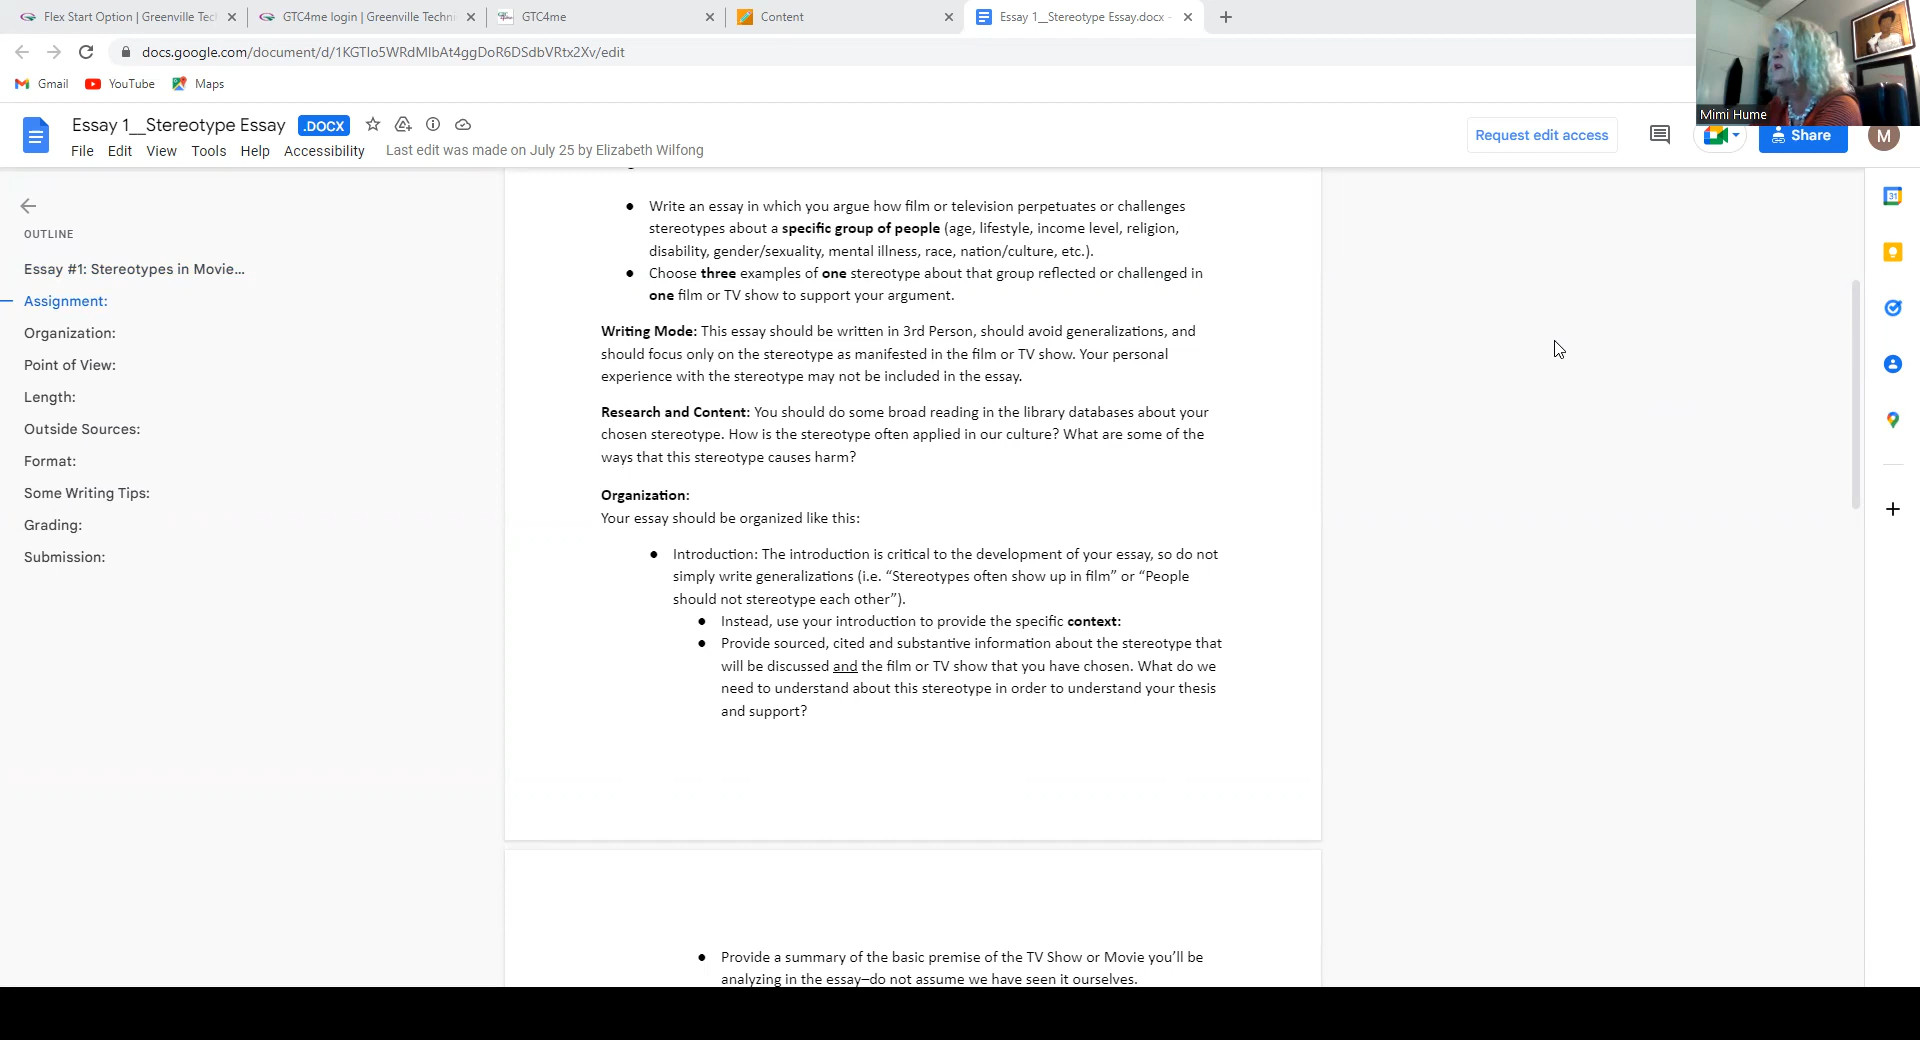 Flex Start Option | Greenville Tec
GTC4me login | Greenville Techni
GTC4me
Content
Essay 1__Stereotype Essay.docx -
docs.google.com/document/d/1KGTIo5WRdMlbAt4ggDoR6DSdbVRtx2Xv/edit
Gmail
YouTube
Maps
Mimi Hume
Essay 1__Stereotype Essay
.DOCX
File Edit View Tools Help Accessibility
Last edit was made on July 25 by Elizabeth Wilfong
Request edit access
Share
M
31
OUTLINE
Essay #1: Stereotypes in Movie...
Assignment:
Organization:
Point of View:
Length:
Outside Sources:
Format:
Some Writing Tips:
Grading:
Submission:
● Write an essay in which you argue how film or television perpetuates or challenges
stereotypes about a specific group of people (age, lifestyle, income level, religion,
disability, gender/sexuality, mental illness, race, nation/culture, etc.).
● Choose three examples of one stereotype about that group reflected or challenged in
one film or TV show to support your argument.
Writing Mode: This essay should be written in 3rd Person, should avoid generalizations, and
should focus only on the stereotype as manifested in the film or TV show. Your personal
experience with the stereotype may not be included in the essay.
Research and Content: You should do some broad reading in the library databases about your
chosen stereotype. How is the stereotype often applied in our culture? What are some of the
ways that this stereotype causes harm?
Organization:
Your essay should be organized like this:
● Introduction: The introduction is critical to the development of your essay, so do not
simply write generalizations (i.e. “Stereotypes often show up in film” or “People
should not stereotype each other”).
● Instead, use your introduction to provide the specific context:
● Provide sourced, cited and substantive information about the stereotype that
will be discussed and the film or TV show that you have chosen. What do we
need to understand about this stereotype in order to understand your thesis
and support?
● Provide a summary of the basic premise of the TV Show or Movie you’ll be
analyzing in the essay–do not assume we have seen it ourselves.